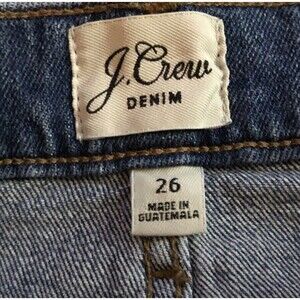 J.Crew
DENIM
26
MADE IN
GUATEMALA